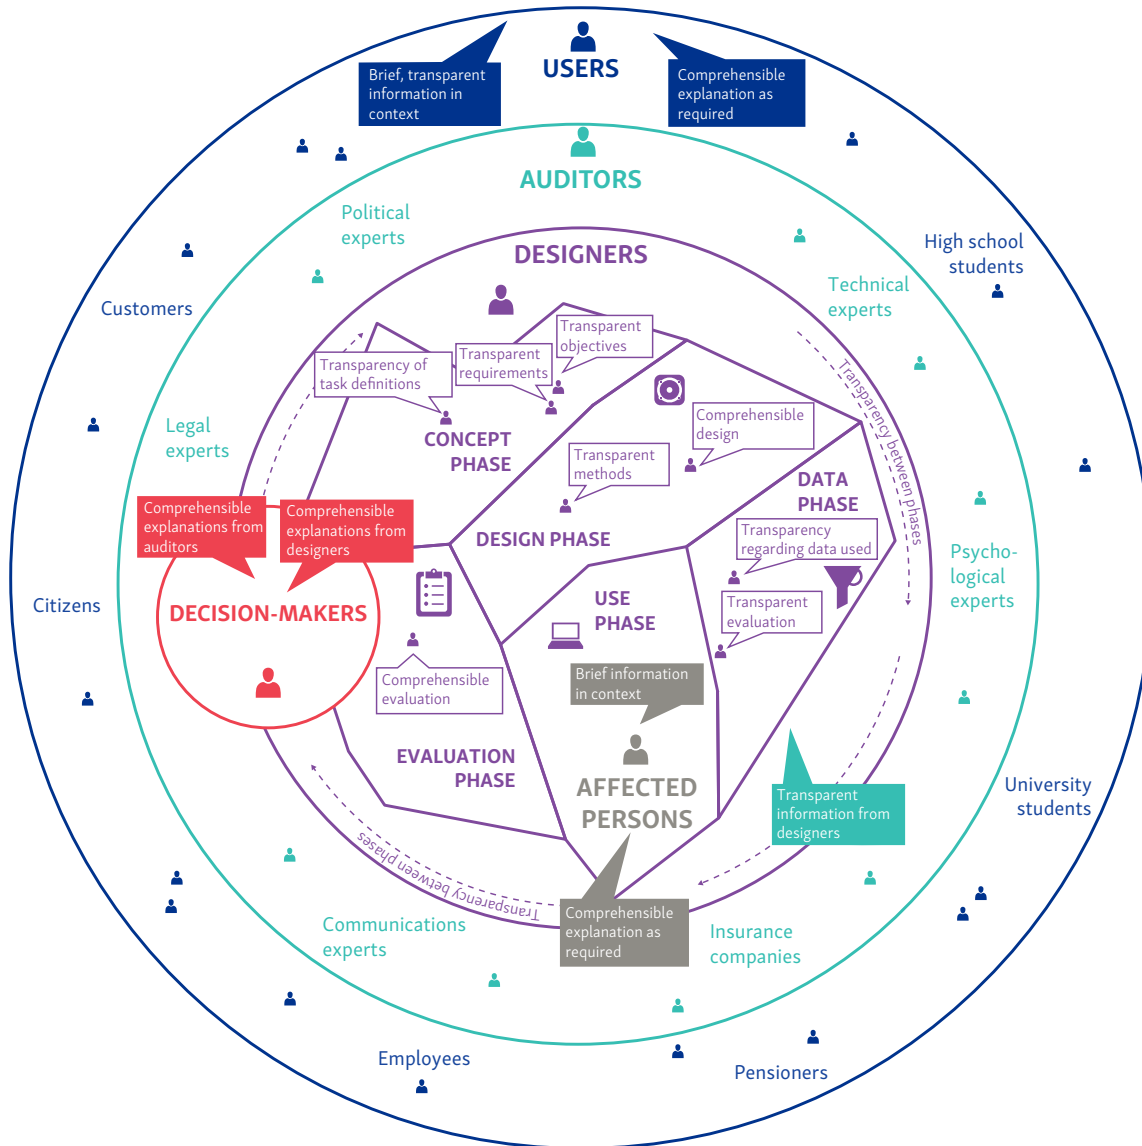 USERS
Brief, transparent
information in
context
Comprehensible
explanation as
required
AUDITORS
Political
experts
High school
students
DESIGNERS
Technical
experts
Customers
Transparent
objectives
Transparent
requirements
Transparency of
task definitions
Transparency between phases
Comprehensible
design
Legal
experts
CONCEPT
PHASE
Transparent
methods
DATA
PHASE
Comprehensible
explanations from
auditors
Comprehensible
explanations from
designers
DESIGN PHASE
Transparency
regarding data used
Psycho-
logical
experts
Citizens
DECISION-MAKERS
USE
PHASE
Transparent
evaluation
Comprehensible
evaluation
Brief information
in context
EVALUATION
PHASE
AFFECTED
PERSONS
Transparent
information from
designers
University
students
Transparency between phases
Communications
experts
Comprehensible
explanation as
required
Insurance
companies
Employees
Pensioners